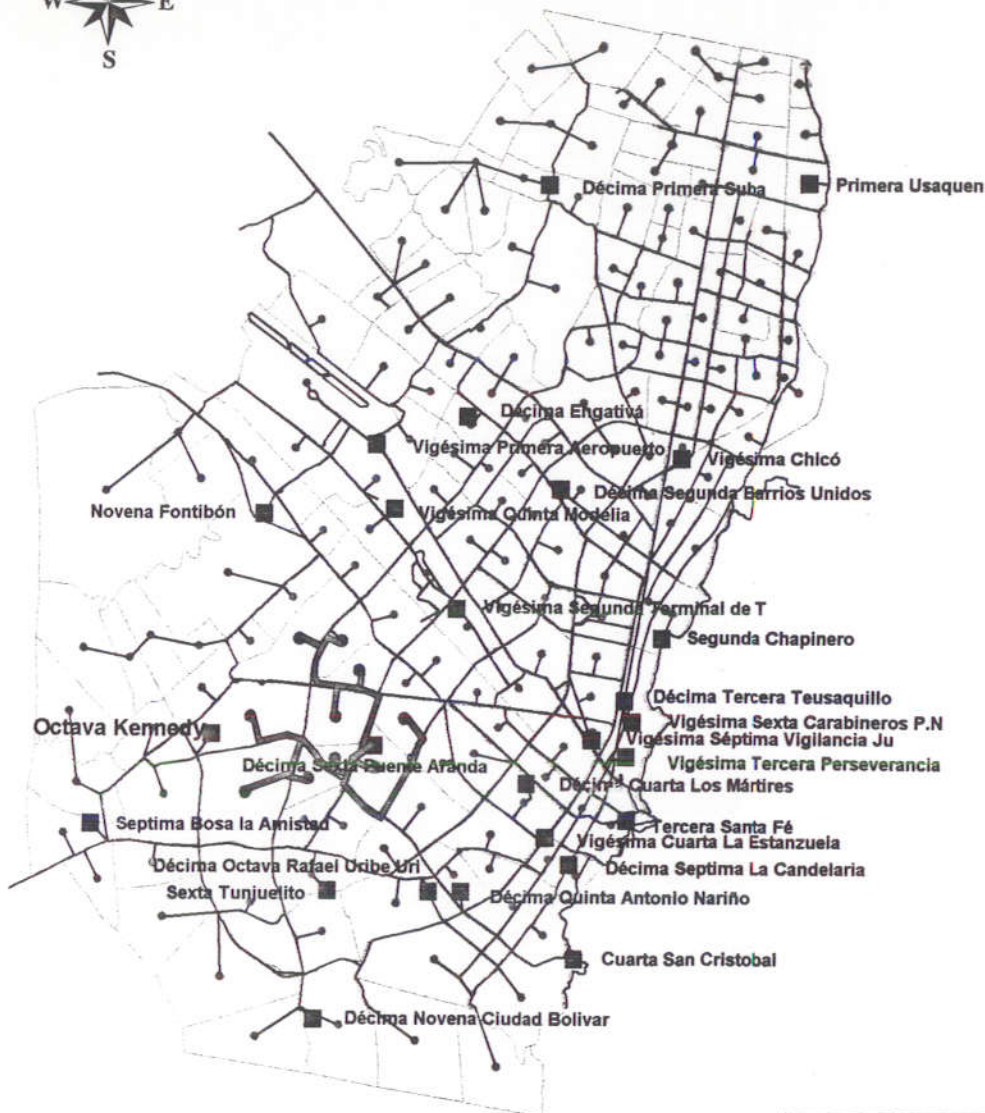 W E
S
Décima Primera Suba
Primera Usaquen
Décima Engativá
Vigésima Primera Aeropuerto
Vigésima Chicó
Décima Segunda Barrios Unidos
Novena Fontibón
Vigésima Quinta Modelia
Vigésima Segunda Terminal de T
Segunda Chapinero
Décima Tercera Teusaquillo
Octava Kennedy
Vigésima Sexta Carabineros P.N
Vigésima Séptima Vigilancia Ju
Décima Sexta Puente Aranda
Vigésima Tercera Perseverancia
Décima Cuarta Los Mártires
Septima Bosa la Amistad
Tercera Santa Fé
Vigésima Cuarta La Estanzuela
Décima Octava Rafael Uribe Uri
Décima Septima La Candelaria
Sexta Tunjuelito
Décima Quinta Antonio Nariño
Cuarta San Cristobal
Décima Novena Ciudad Bolivar